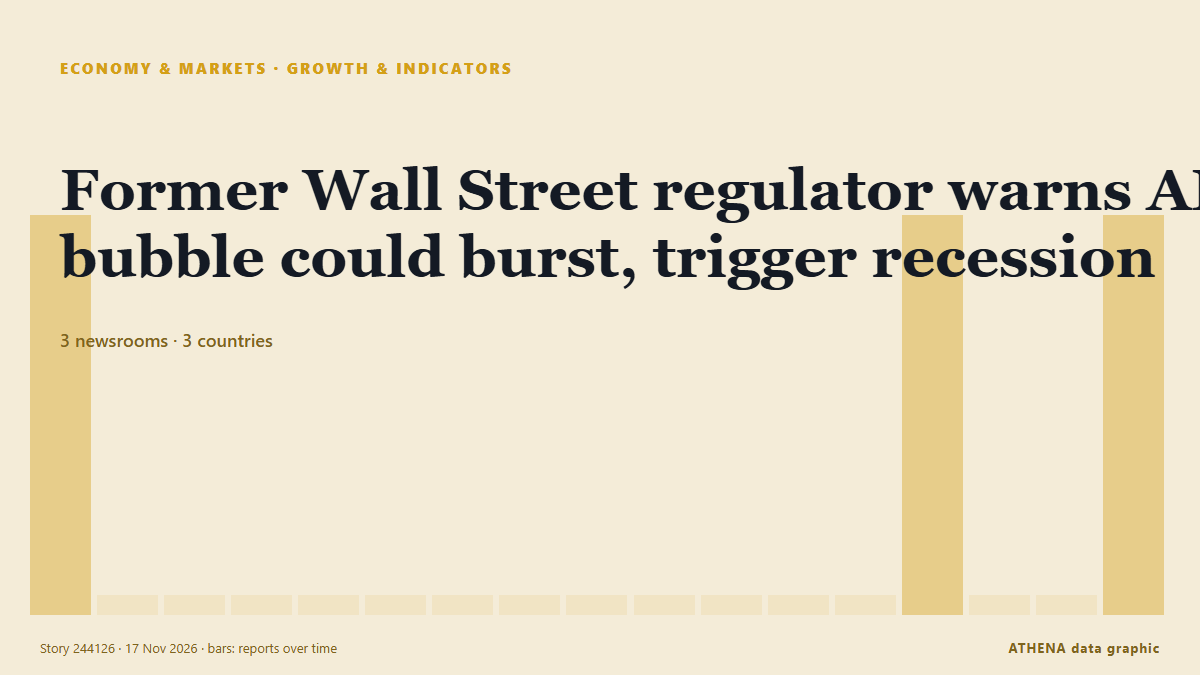 ECONOMY & MARKETS · GROWTH & INDICATORS
Former Wall Street regulator warns AI
bubble could burst, trigger recession
3 newsrooms · 3 countries
Story 244126 · 17 Nov 2026 · bars: reports over time
ATHENA data graphic